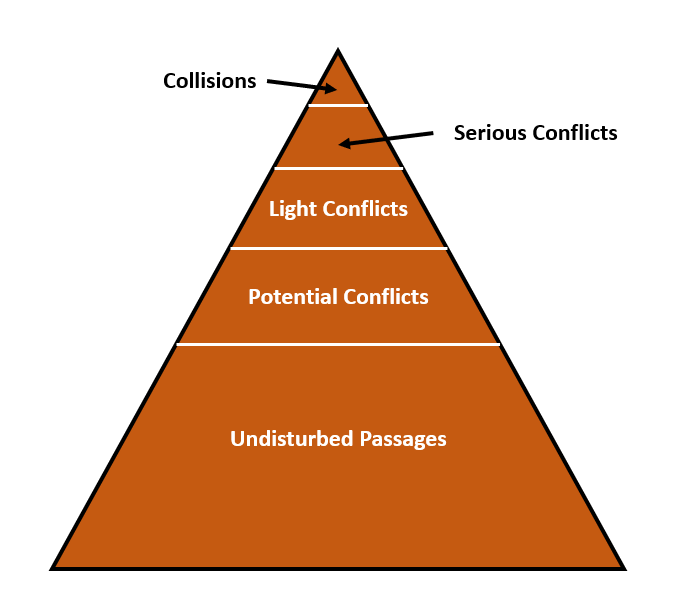 Collisions
Serious Conflicts
Light Conflicts
Potential Conflicts
Undisturbed Passages